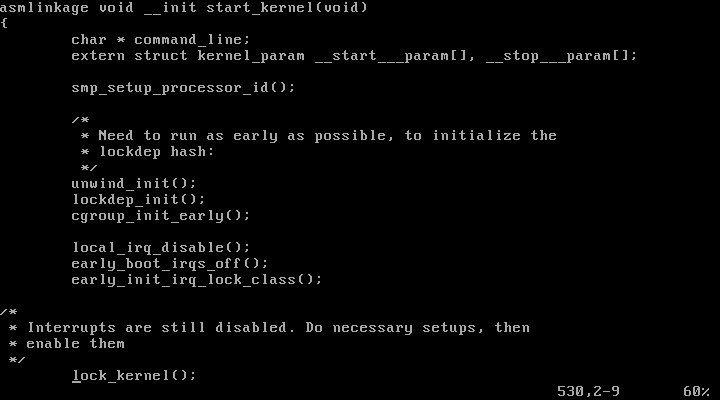 asmlinkage void __init start_kernel(void)
{
        char * command_line;
        extern struct kernel_param __start___param[], __stop___param[];

        smp_setup_processor_id();

        /*
         * Need to run as early as possible, to initialize the
         * lockdep hash:
         */
        unwind_init();
        lockdep_init();
        cgroup_init_early();

        local_irq_disable();
        early_boot_irqs_off();
        early_init_irq_lock_class();

/*
 * Interrupts are still disabled. Do necessary setups, then
 * enable them
 */
        lock_kernel();
                                                              530,2-9       60%